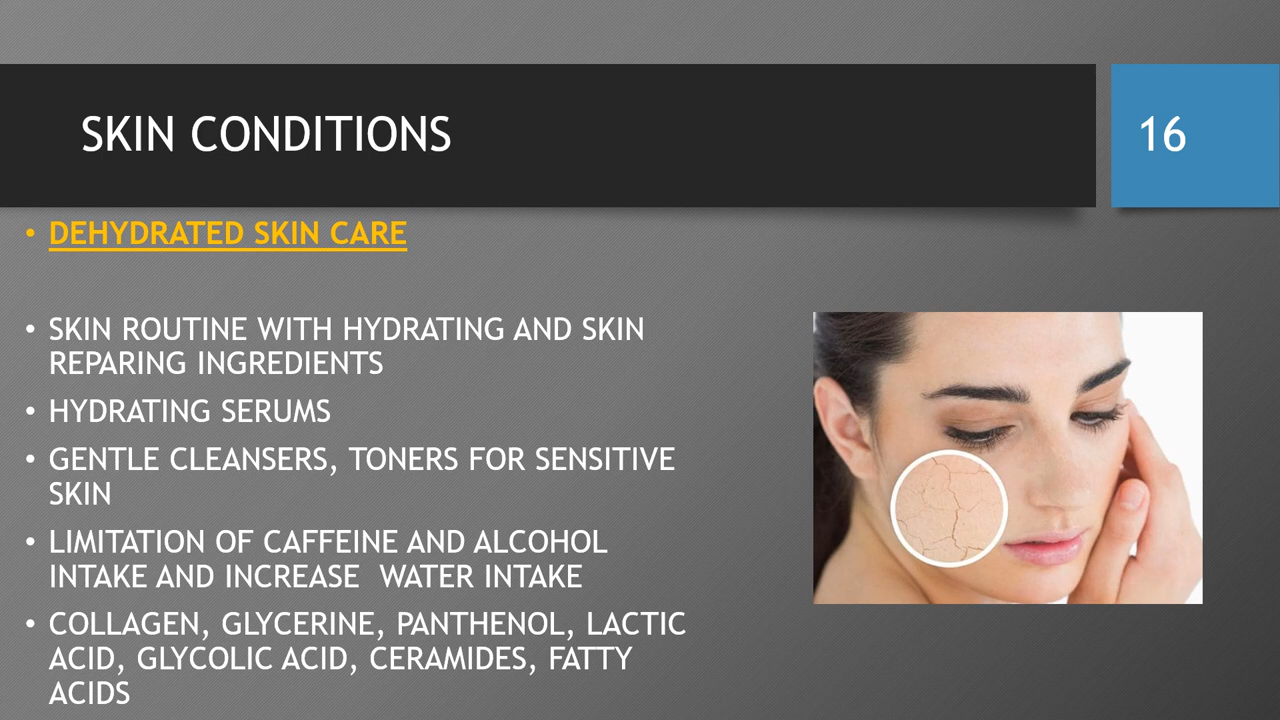 SKIN CONDITIONS
16
• DEHYDRATED SKIN CARE
• SKIN ROUTINE WITH HYDRATING AND SKIN
REPARING INGREDIENTS
• HYDRATING SERUMS
• GENTLE CLEANSERS, TONERS FOR SENSITIVE
SKIN
• LIMITATION OF CAFFEINE AND ALCOHOL
INTAKE AND INCREASE  WATER INTAKE
• COLLAGEN, GLYCERINE, PANTHENOL, LACTIC
ACID, GLYCOLIC ACID, CERAMIDES, FATTY
ACIDS